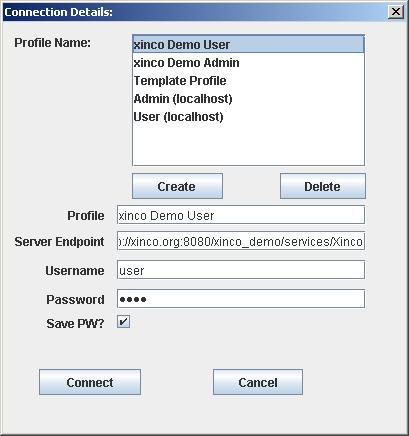 Connection Details:
Profile Name:
xinco Demo User
xinco Demo Admin
Template Profile
Admin (localhost)
User (localhost)
Create Delete
Profile xinco Demo User
Server Endpoint ://xinco.org:8080/xinco_demo/services/Xinco
Username user
Password ••••
Save PW?
Connect Cancel